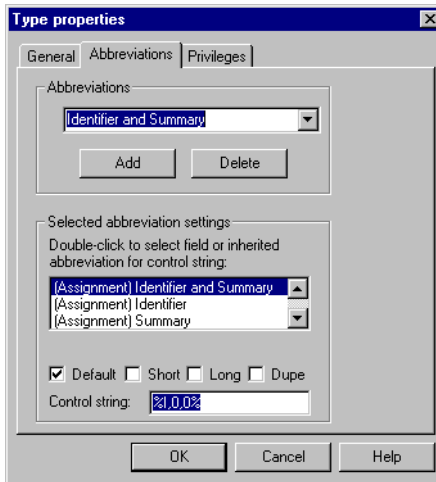 Type properties
General Abbreviations Privileges
Abbreviations
Identifier and Summary
Add Delete
Selected abbreviation settings
Double-click to select field or inherited
abbreviation for control string:
(Assignment) Identifier and Summary
(Assignment) Identifier
(Assignment) Summary
Default Short Long Dupe
Control string: %I,0,0%
OK Cancel Help